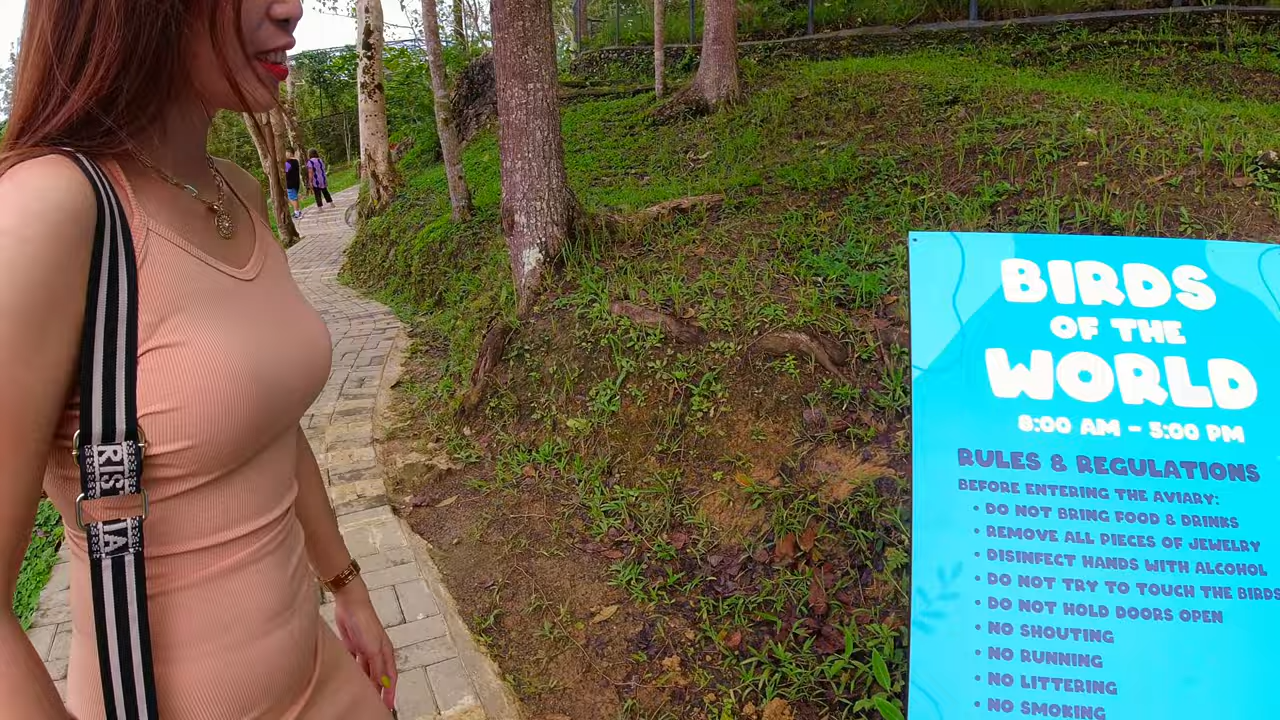 BIRDS
OF THE
WORLD
8:00 AM - 5:00 PM
RULES & REGULATIONS
BEFORE ENTERING THE AVIARY:
• DO NOT BRING FOOD & DRINKS
• REMOVE ALL PIECES OF JEWELRY
• DISINFECT HANDS WITH ALCOHOL
• DO NOT TRY TO TOUCH THE BIRDS
• DO NOT HOLD DOORS OPEN
• NO SHOUTING
• NO RUNNING
• NO LITTERING
• NO SMOKING